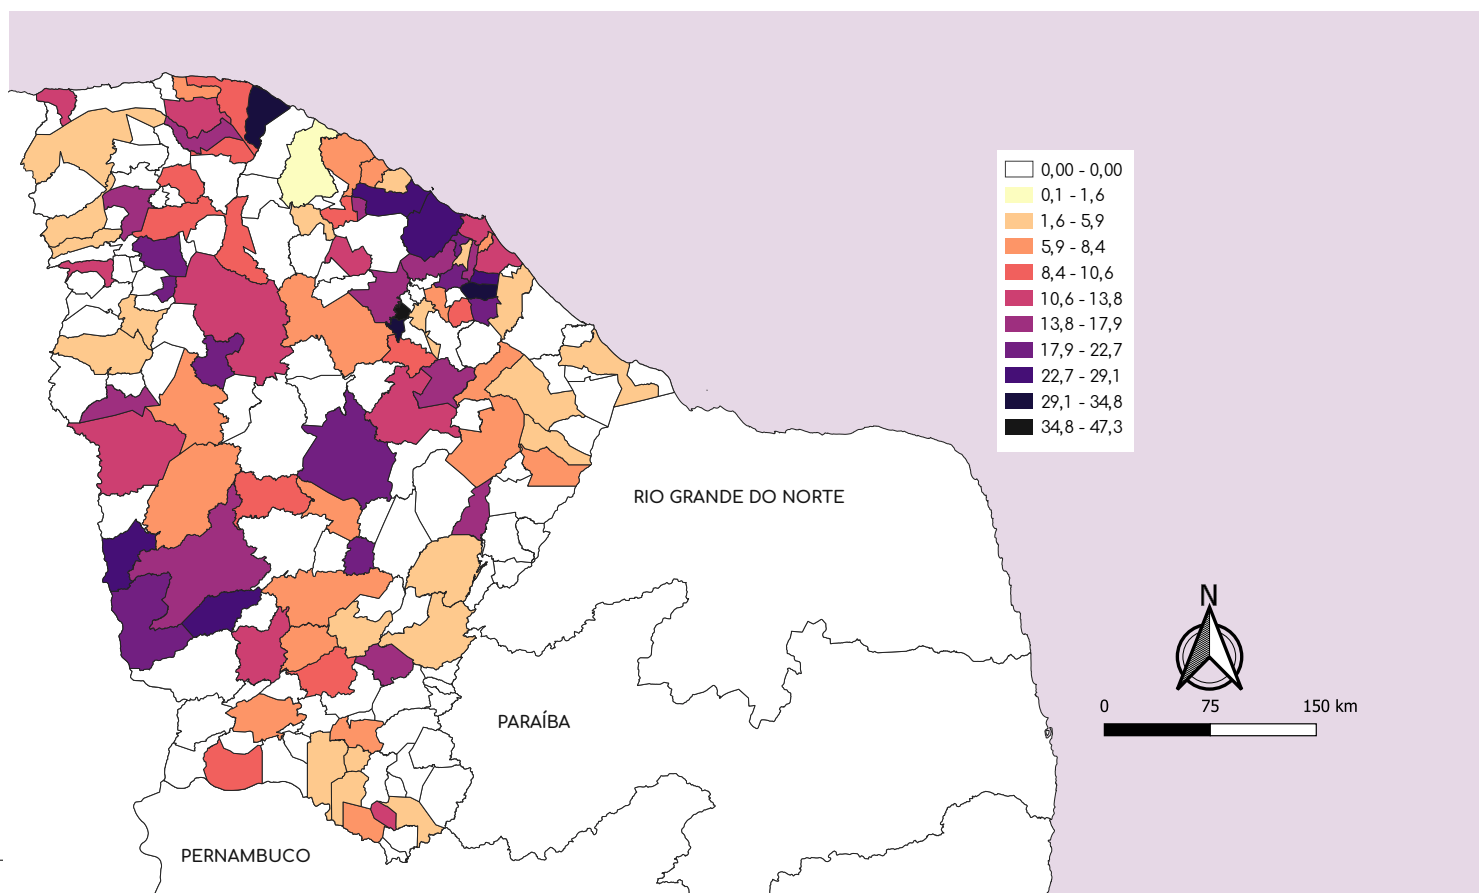 0,00 - 0,00
0,1 - 1,6
1,6 - 5,9
5,9 - 8,4
8,4 - 10,6
10,6 - 13,8
13,8 - 17,9
17,9 - 22,7
22,7 - 29,1
29,1 - 34,8
34,8 - 47,3
RIO GRANDE DO NORTE
N
0 75 150 km
PARAÍBA
PERNAMBUCO